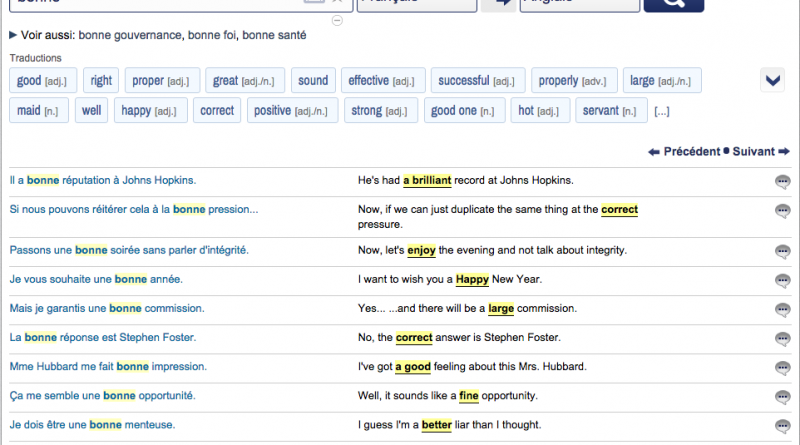 bonne Français Anglais
▶ Voir aussi: bonne gouvernance, bonne foi, bonne santé
Traductions
good [adj.] right proper [adj.] great [adj./n.] sound effective [adj.] successful [adj.] properly [adv.] large [adj./n.]
maid [n.] well happy [adj.] correct positive [adj./n.] strong [adj.] good one [n.] hot [adj.] servant [n.] [...]
Précédent • Suivant
Il a bonne réputation à Johns Hopkins. He's had a brilliant record at Johns Hopkins.
Si nous pouvons réitérer cela à la bonne pression... Now, if we can just duplicate the same thing at the correct
pressure.
Passons une bonne soirée sans parler d'intégrité. Now, let's enjoy the evening and not talk about integrity.
Je vous souhaite une bonne année. I want to wish you a Happy New Year.
Mais je garantis une bonne commission. Yes... ...and there will be a large commission.
La bonne réponse est Stephen Foster. No, the correct answer is Stephen Foster.
Mme Hubbard me fait bonne impression. I've got a good feeling about this Mrs. Hubbard.
Ça me semble une bonne opportunité. Well, it sounds like a fine opportunity.
Je dois être une bonne menteuse. I guess I'm a better liar than I thought.